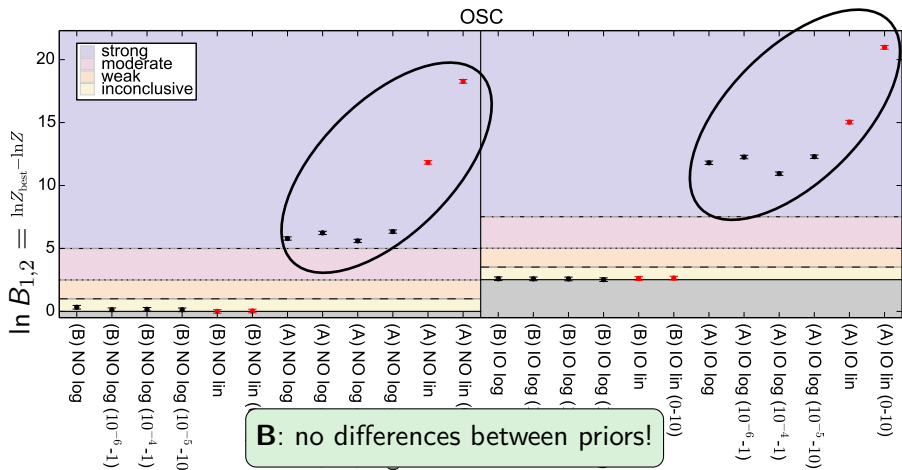 OSC
strong
moderate
weak
inconclusive
20
15
10
5
0
ln B1,2 = lnZbest−lnZ
(B) NO log
(B) NO log (10⁻⁶-1)
(B) NO log (10⁻⁴-1)
(B) NO log (10⁻⁵-10
(B) NO lin
(B) NO lin (
(A) NO log
(A) NO log (
(A) NO log (
(A) NO log (
(A) NO lin
(A) NO lin (
(B) IO log
(B) IO log (
(B) IO log (
(B) IO log (
(B) IO lin
(B) IO lin (0-10)
(A) IO log
(A) IO log (10⁻⁶-1)
(A) IO log (10⁻⁴-1)
(A) IO log (10⁻⁵-10)
(A) IO lin
(A) IO lin (0-10)
B: no differences between priors!